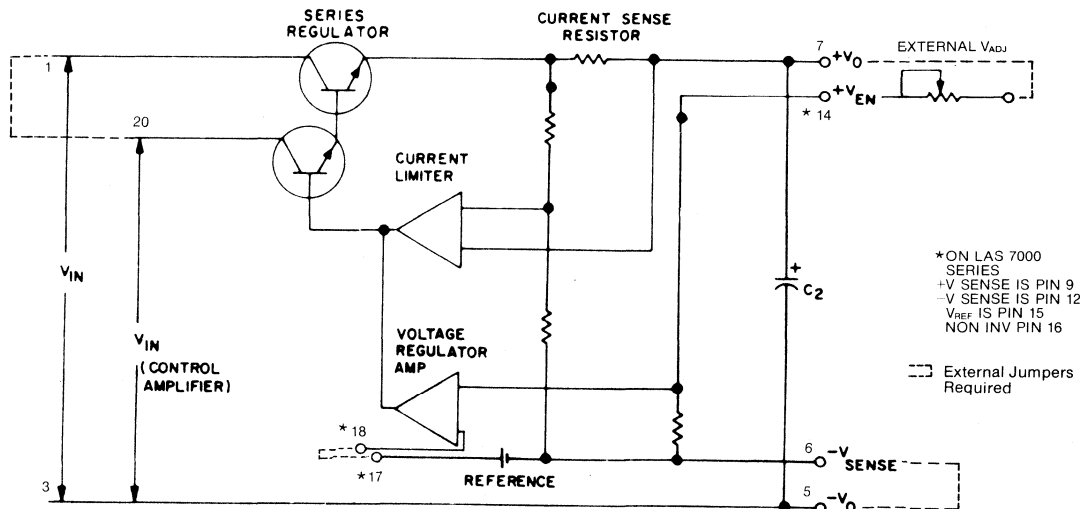 SERIES
REGULATOR
CURRENT SENSE
RESISTOR
7
+VO
EXTERNAL VADJ
1
+VEN
*14
20
CURRENT
LIMITER
VIN
VIN
(CONTROL
AMPLIFIER)
+
C2
*ON LAS 7000
SERIES
+V SENSE IS PIN 9
−V SENSE IS PIN 12
VREF IS PIN 15
NON INV PIN 16
VOLTAGE
REGULATOR
AMP
External Jumpers
Required
*18
*17
REFERENCE
6
−VSENSE
3
5
−VO